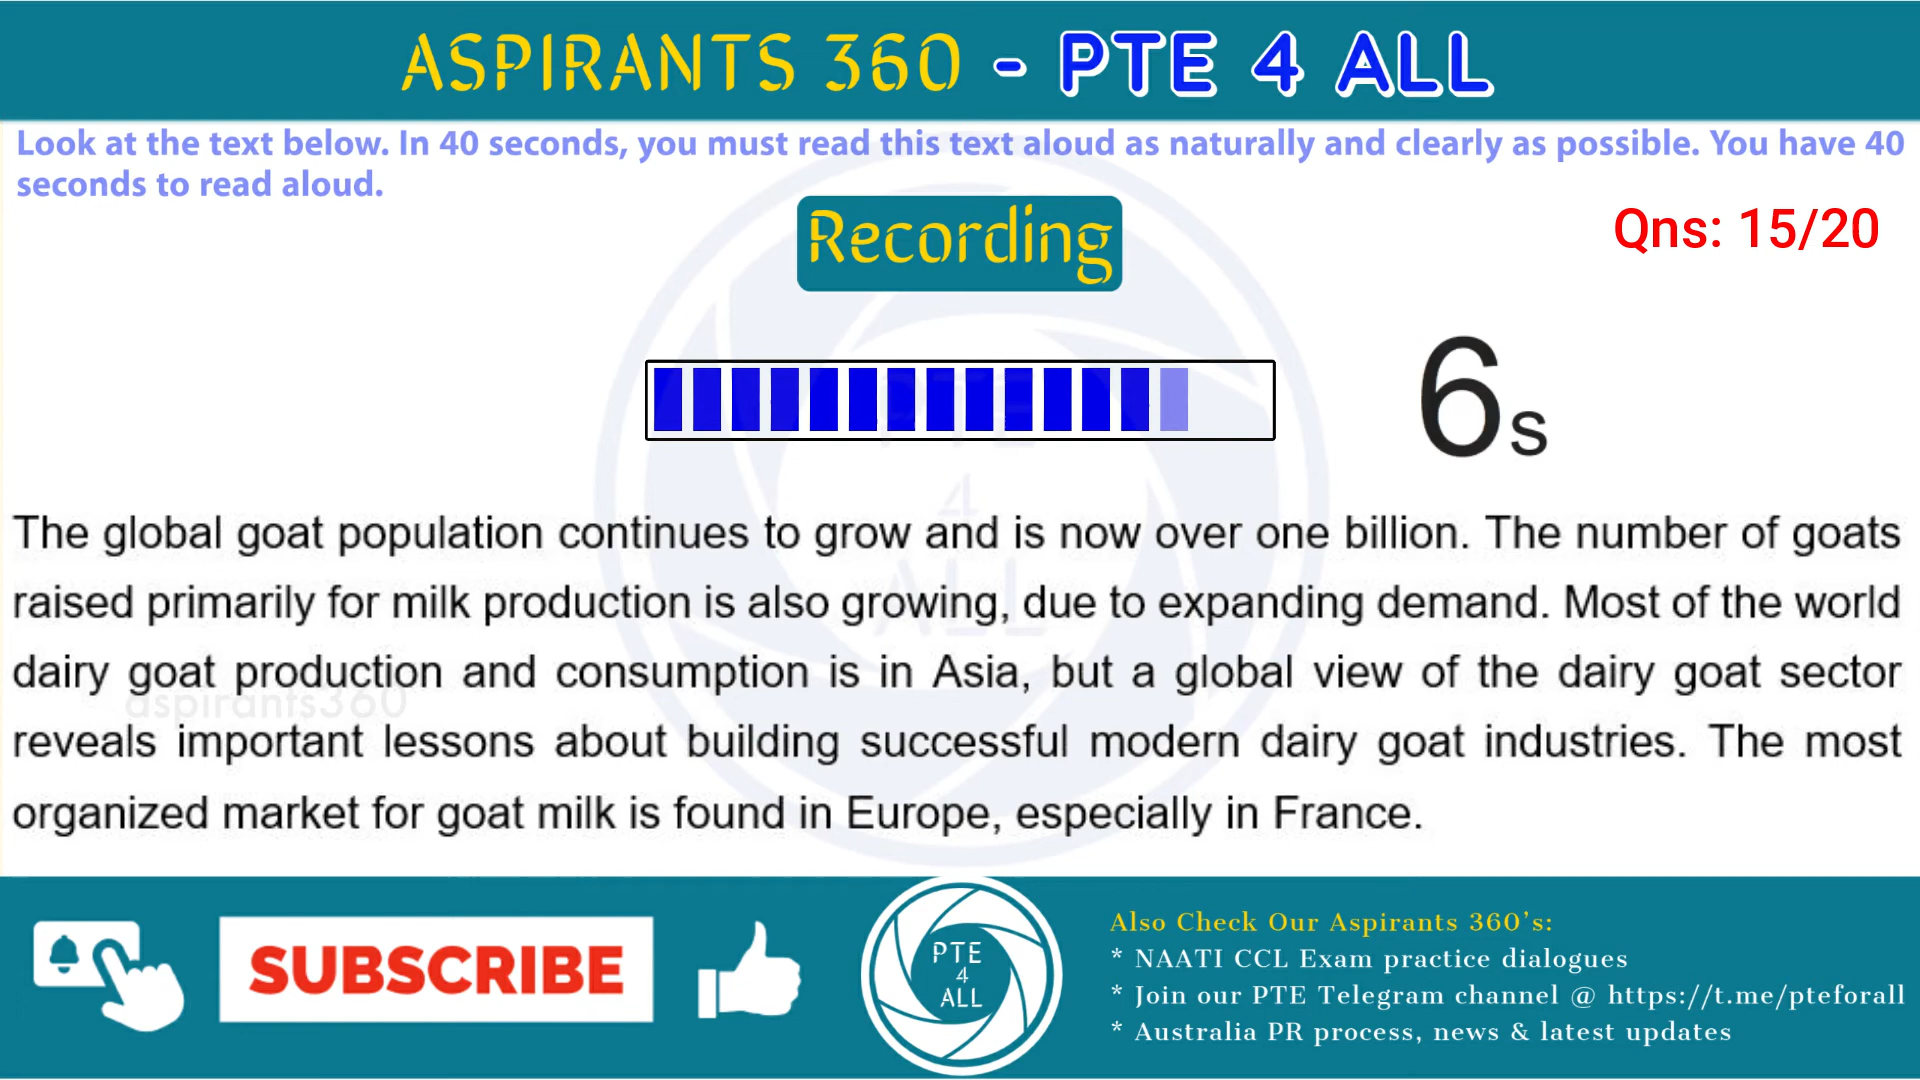 ASPIRANTS 360 - PTE 4 ALL
Look at the text below. In 40 seconds, you must read this text aloud as naturally and clearly as possible. You have 40
seconds to read aloud.
Recording
Qns: 15/20
6s
PTE
4
ALL
The global goat population continues to grow and is now over one billion. The number of goats
raised primarily for milk production is also growing, due to expanding demand. Most of the world
dairy goat production and consumption is in Asia, but a global view of the dairy goat sector
aspirants360
reveals important lessons about building successful modern dairy goat industries. The most
organized market for goat milk is found in Europe, especially in France.
SUBSCRIBE
PTE
4
ALL
Also Check Our Aspirants 360's:
* NAATI CCL Exam practice dialogues
* Join our PTE Telegram channel @ https://t.me/pteforall
* Australia PR process, news & latest updates